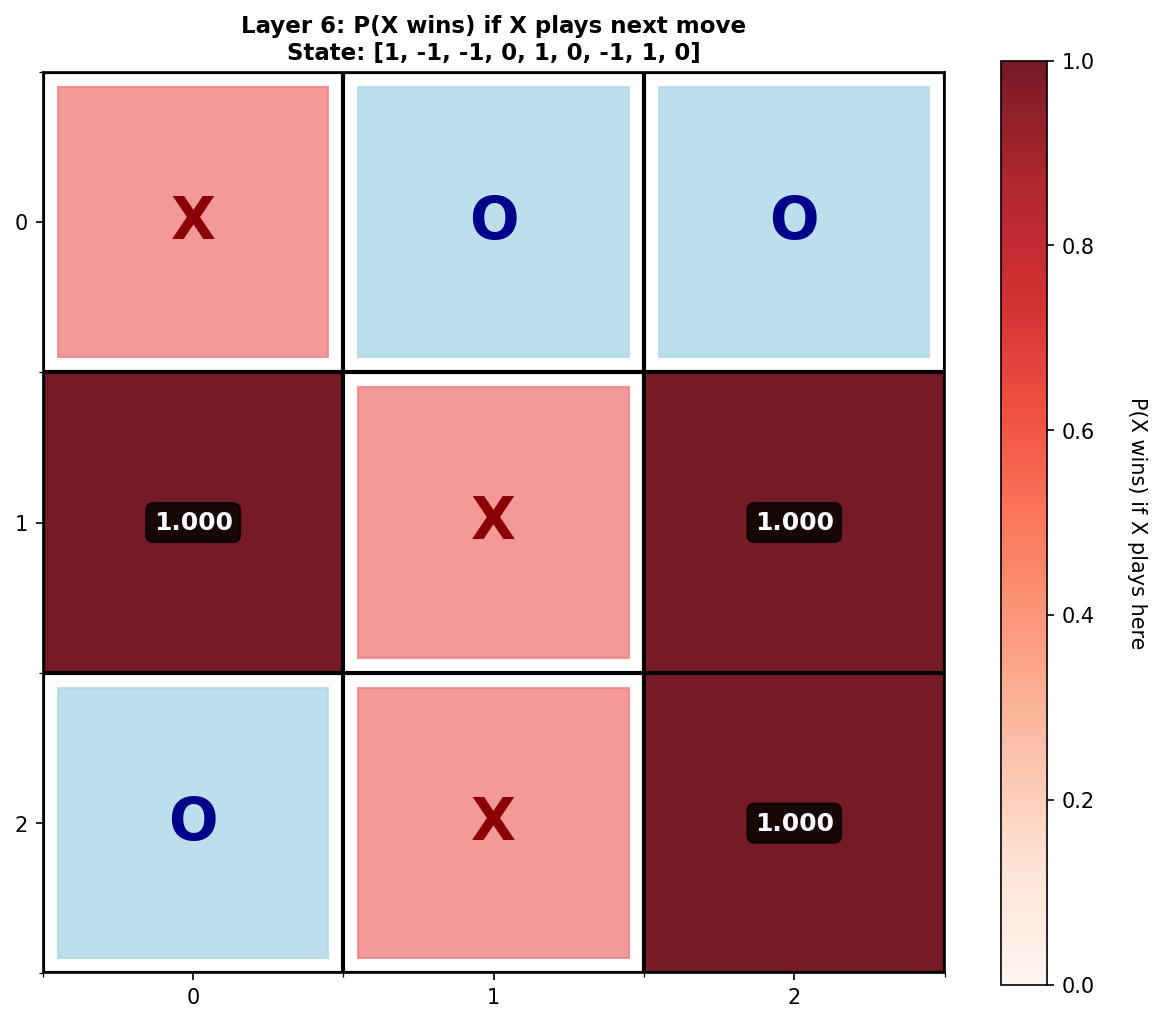 Layer 6: P(X wins) if X plays next move
State: [1, -1, -1, 0, 1, 0, -1, 1, 0]
0
X
O
O
1
1.000
X
1.000
2
O
X
1.000
0
1
2
1.0
0.8
0.6
0.4
0.2
0.0
P(X wins) if X plays here